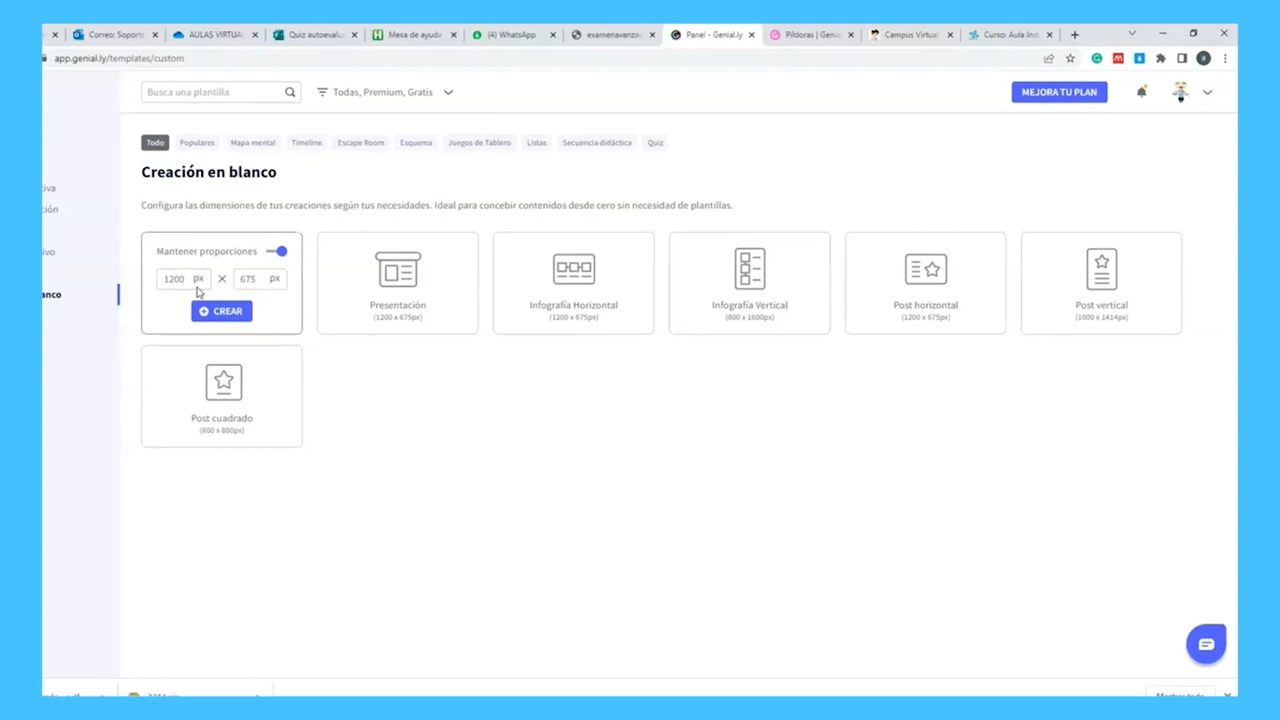 Correo: Soporte
AULAS VIRTUAL
Quiz autoevalu
Mesa de ayuda
(4) WhatsApp
examenavanza
Panel - Genial.ly
Píldoras | Genia
Campus Virtual
Curso: Aula Ind
app.genial.ly/templates/custom
Busca una plantilla
Todas, Premium, Gratis
MEJORA TU PLAN
Todo
Populares
Mapa mental
Timeline
Escape Room
Esquema
Juegos de Tablero
Listas
Secuencia didáctica
Quiz
Creación en blanco
iva
ión
ivo
anco
Configura las dimensiones de tus creaciones según tus necesidades. Ideal para concebir contenidos desde cero sin necesidad de plantillas.
Mantener proporciones
1200 px × 675 px
CREAR
Presentación
(1200 x 675px)
Infografía Horizontal
(1200 x 675px)
Infografía Vertical
(800 x 1600px)
Post horizontal
(1200 x 675px)
Post vertical
(1000 x 1414px)
Post cuadrado
(800 x 800px)